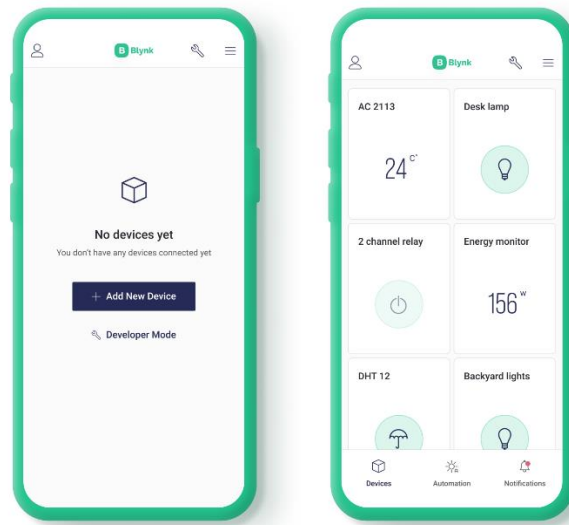 B Blynk
No devices yet
You don't have any devices connected yet
+ Add New Device
Developer Mode
B Blynk
AC 2113
Desk lamp
24 C°
2 channel relay
Energy monitor
156 W
DHT 12
Backyard lights
Devices
Automation
Notifications